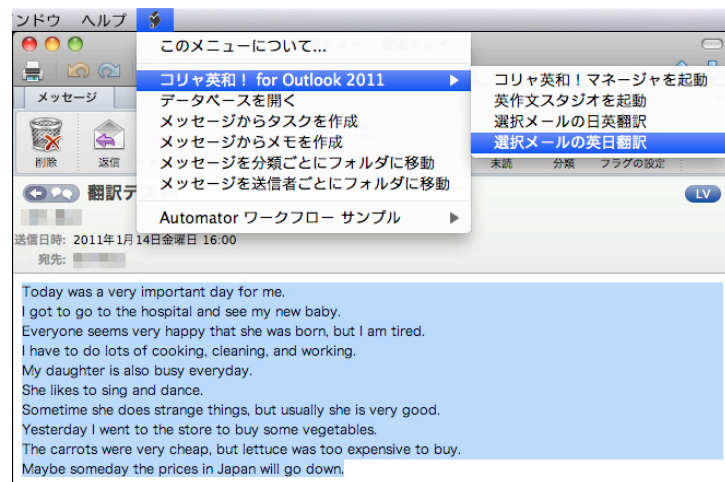 ンドウ ヘルプ
このメニューについて...
コリャ英和！ for Outlook 2011
データベースを開く
メッセージからタスクを作成
メッセージからメモを作成
メッセージを分類ごとにフォルダに移動
メッセージを送信者ごとにフォルダに移動
Automator ワークフロー サンプル
コリャ英和！マネージャを起動
英作文スタジオを起動
選択メールの日英翻訳
選択メールの英日翻訳
メッセージ
削除 返信 未読 分類 フラグの設定
翻訳テ
LV
送信日時: 2011年1月14日金曜日 16:00
宛先:
Today was a very important day for me.
I got to go to the hospital and see my new baby.
Everyone seems very happy that she was born, but I am tired.
I have to do lots of cooking, cleaning, and working.
My daughter is also busy everyday.
She likes to sing and dance.
Sometime she does strange things, but usually she is very good.
Yesterday I went to the store to buy some vegetables.
The carrots were very cheap, but lettuce was too expensive to buy.
Maybe someday the prices in Japan will go down.